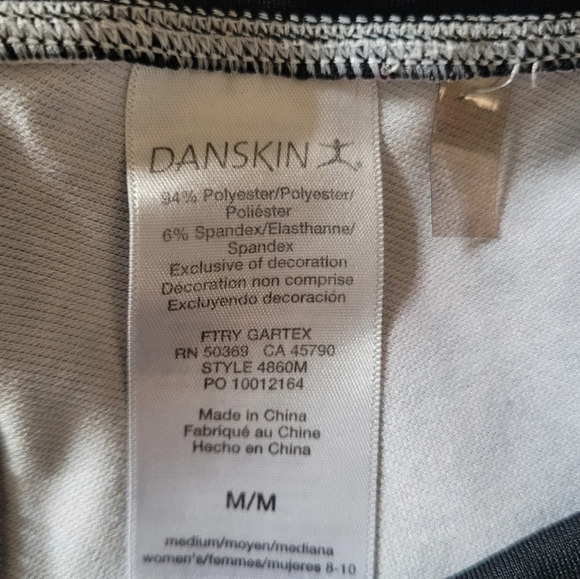 DANSKIN
94% Polyester/Polyester/
Poliéster
6% Spandex/Elasthanne/
Spandex
Exclusive of decoration
Décoration non comprise
Excluyendo decoración
FTRY GARTEX
RN 50369 CA 45790
STYLE 4860M
PO 10012164
Made in China
Fabriqué au Chine
Hecho en China
M/M
medium/moyen/mediana
women's/femmes/mujeres 8-10